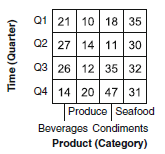 Time (Quarter)
Q1 21 10 18 35
Q2 27 14 11 30
Q3 26 12 35 32
Q4 14 20 47 31
Produce Seafood
Beverages Condiments
Product (Category)